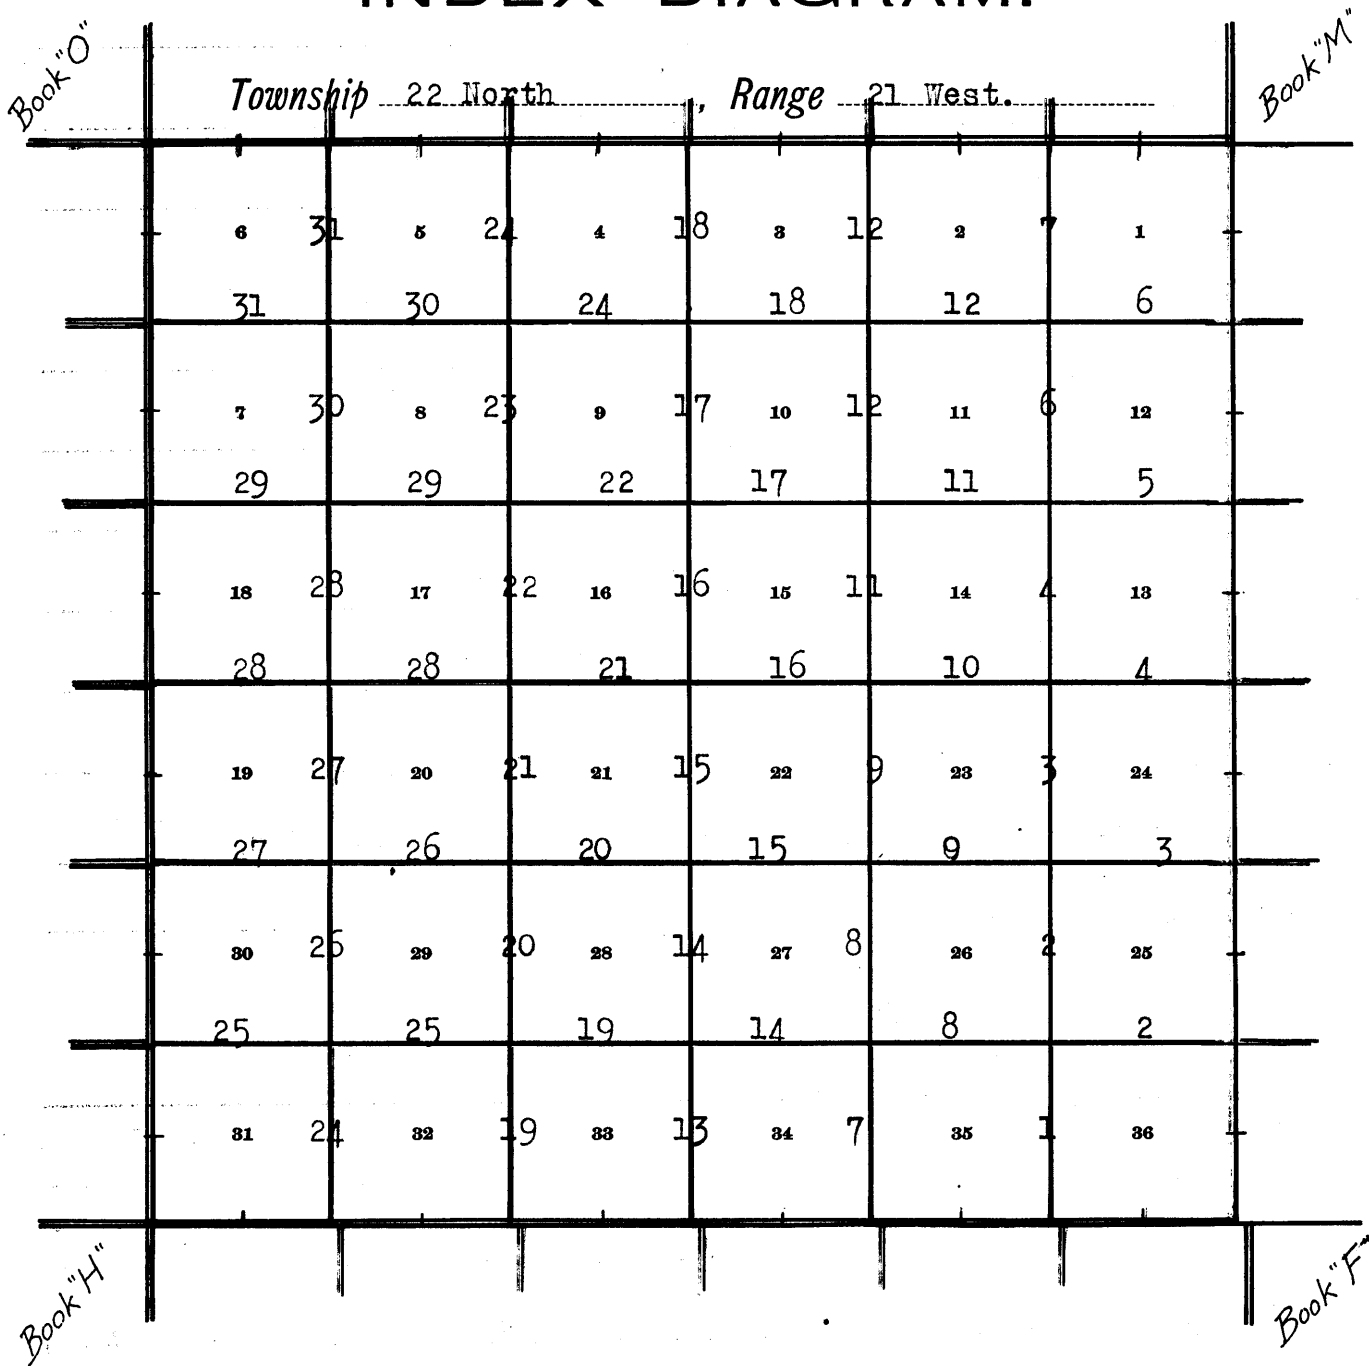 INDEX DIAGRAM.
Book "O"
Book "M"
Township 22 North, Range 21 West.
6 31 5 24 4 18 3 12 2 7 1
31 30 24 18 12 6
7 30 8 23 9 17 10 12 11 6 12
29 29 22 17 11 5
18 28 17 22 16 16 15 11 14 4 13
28 28 21 16 10 4
19 27 20 21 21 15 22 9 23 3 24
27 26 20 15 9 3
30 26 29 20 28 14 27 8 26 2 25
25 25 19 14 8 2
31 24 32 19 33 13 34 7 35 1 36
Book "H"
Book "F"